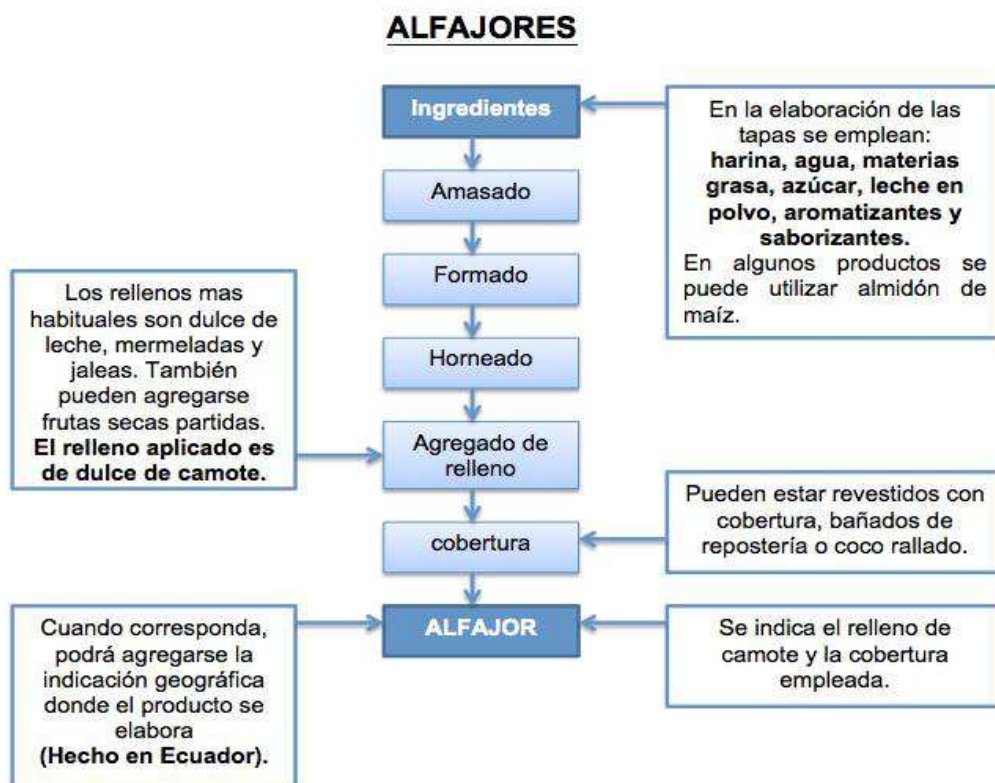 ALFAJORES
Ingredientes
En la elaboración de las
tapas se emplean:
harina, agua, materias
grasa, azúcar, leche en
polvo, aromatizantes y
saborizantes.
En algunos productos se
puede utilizar almidón de
maíz.
Amasado
Formado
Horneado
Los rellenos mas
habituales son dulce de
leche, mermeladas y
jaleas. También
pueden agregarse
frutas secas partidas.
El relleno aplicado es
de dulce de camote.
Agregado de
relleno
cobertura
Pueden estar revestidos con
cobertura, bañados de
repostería o coco rallado.
ALFAJOR
Cuando corresponda,
podrá agregarse la
indicación geográfica
donde el producto se
elabora
(Hecho en Ecuador).
Se indica el relleno de
camote y la cobertura
empleada.